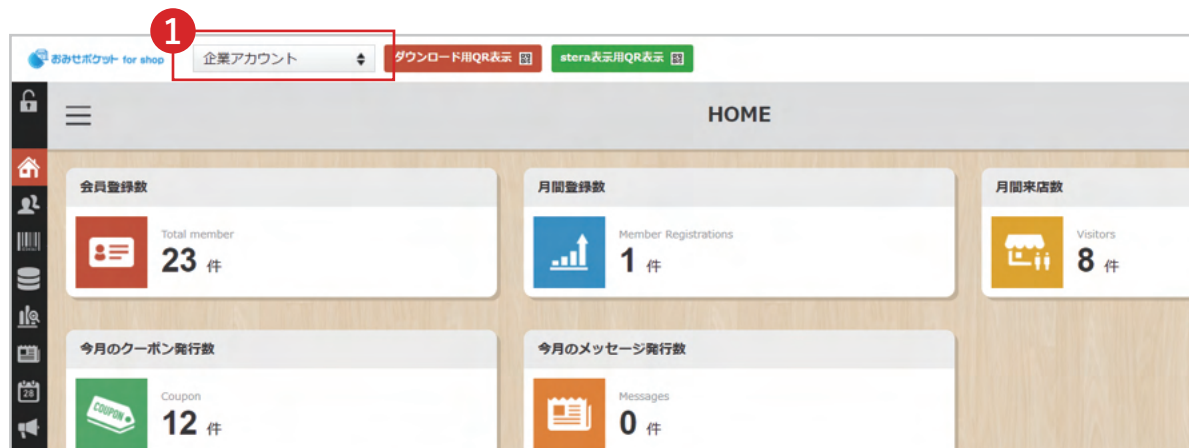 1
おみせポケット for shop
企業アカウント
ダウンロード用QR表示
stera表示用QR表示
HOME
会員登録数
Total member
23 件
月間登録数
Member Registrations
1 件
月間来店数
Visitors
8 件
今月のクーポン発行数
COUPON
Coupon
12 件
今月のメッセージ発行数
Messages
0 件
28